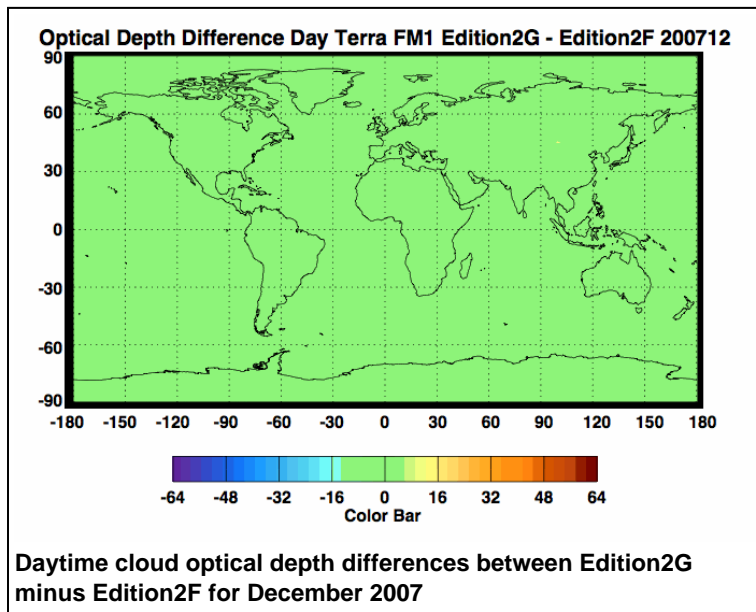 Optical Depth Difference Day Terra FM1 Edition2G - Edition2F 200712
90
60
30
0
-30
-60
-90
-180 -150 -120 -90 -60 -30 0 30 60 90 120 150 180
-64 -48 -32 -16 0 16 32 48 64
Color Bar
Daytime cloud optical depth differences between Edition2G
minus Edition2F for December 2007